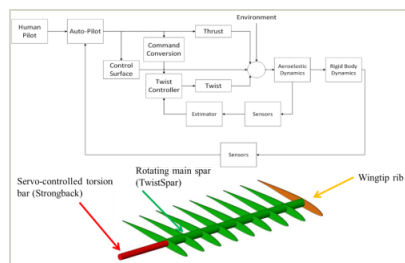 Environment
Human
Pilot
Auto-Pilot
Thrust
Command
Conversion
Control
Surface
Twist
Controller
Twist
Aeroelastic
Dynamics
Rigid Body
Dynamics
Estimator
Sensors
Sensors
Servo-controlled torsion
bar (Strongback)
Rotating main spar
(TwistSpar)
Wingtip rib